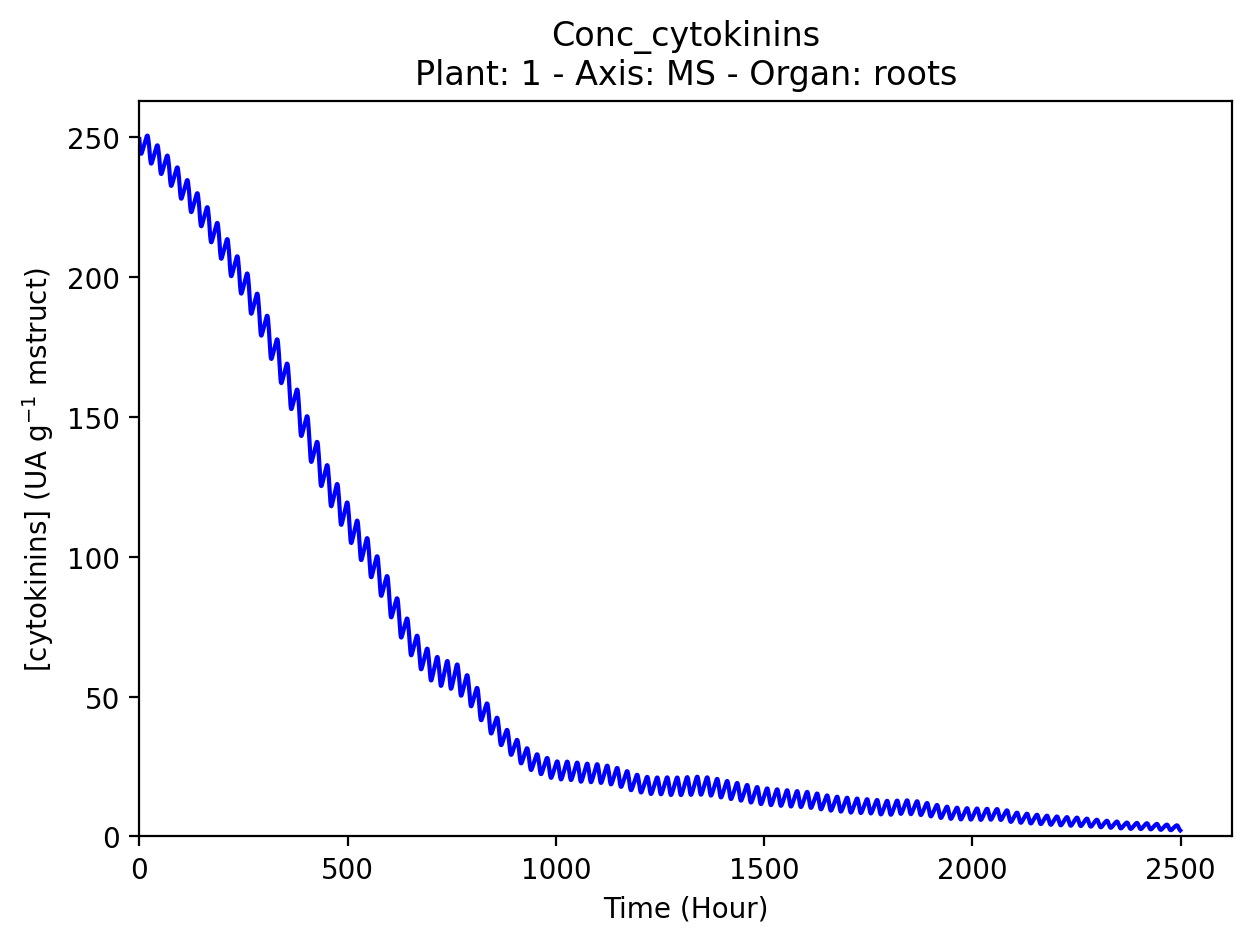 Conc_cytokinins
Plant: 1 - Axis: MS - Organ: roots
[cytokinins] (UA g⁻¹ mstruct)
250
200
150
100
50
0
0 500 1000 1500 2000 2500
Time (Hour)